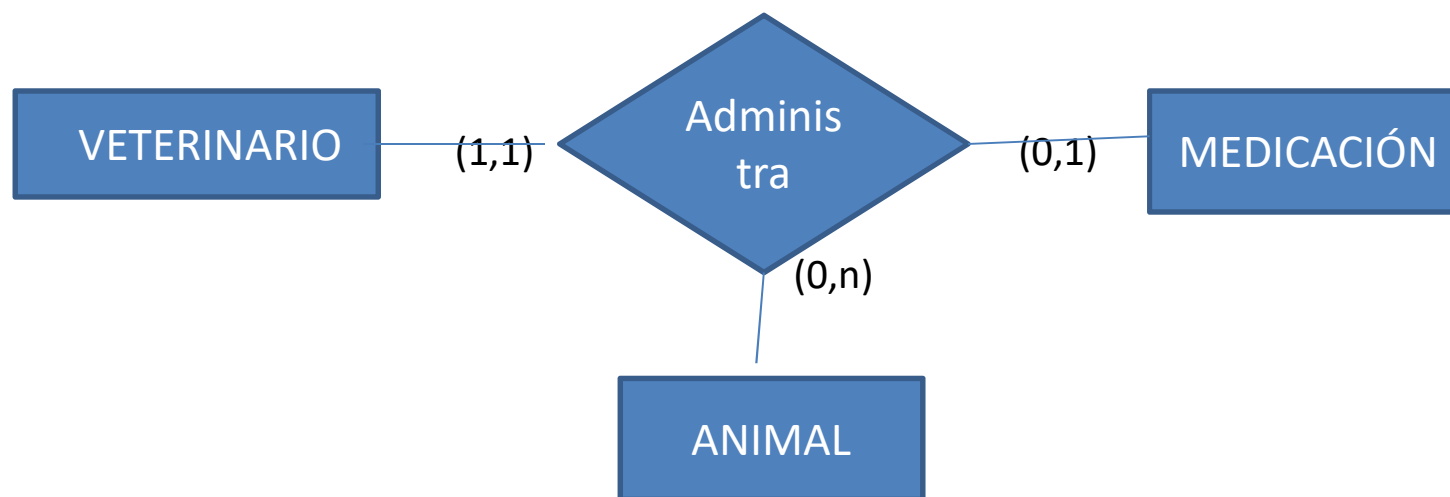 Adminis
tra
VETERINARIO
(1,1)
(0,1)
MEDICACIÓN
(0,n)
ANIMAL